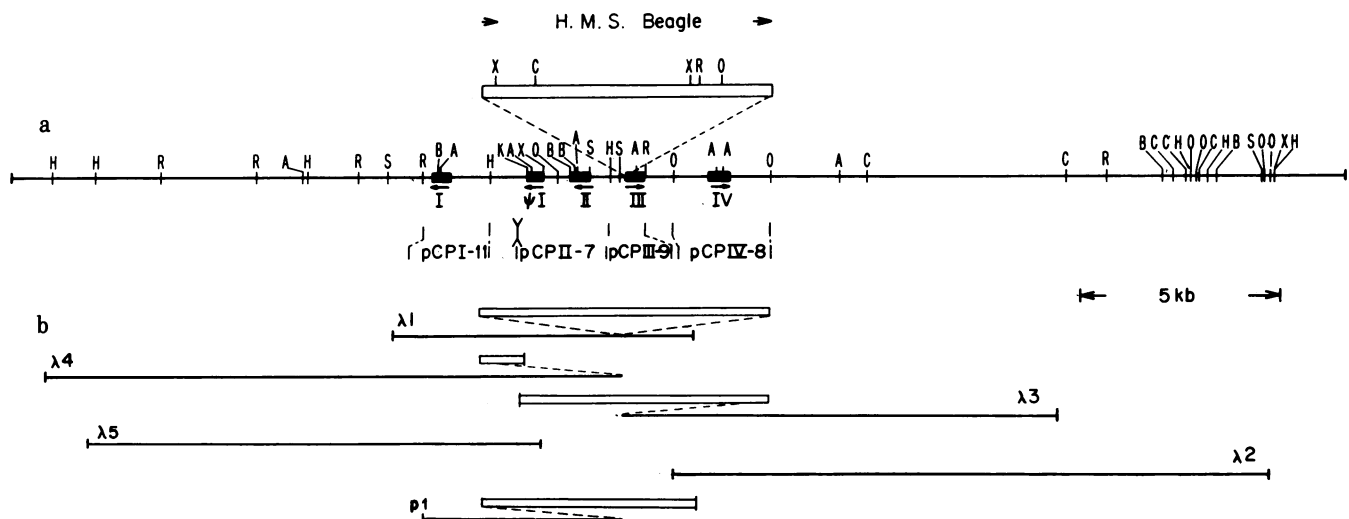 H. M. S. Beagle
X C X R O
a
H H R R A H R S R B A H K A X O B B A S H S A R O A A O A C C R B C C H O O C H B S O O X H
I ψI II III IV
pCPI-11 pCPII-7 pCPIII-9 pCPIV-8
5 kb
b
λ1
λ4
λ3
λ5
λ2
p1